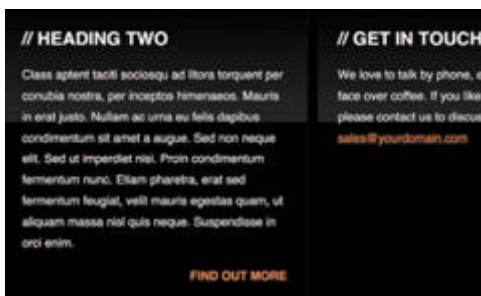 // HEADING TWO
Class aptent taciti sociosqu ad litora torquent per
conubia nostra, per inceptos himenaeos. Mauris
in erat justo. Nullam ac urna eu felis dapibus
condimentum sit amet a augue. Sed non neque
elit. Sed ut imperdiet nisi. Proin condimentum
fermentum nunc. Etiam pharetra, erat sed
fermentum feugiat, velit mauris egestas quam, ut
aliquam massa nisl quis neque. Suspendisse in
orci enim.
FIND OUT MORE
// GET IN TOUCH
We love to talk by phone, e
face over coffee. If you like
please contact us to discus
sales@yourdomain.com